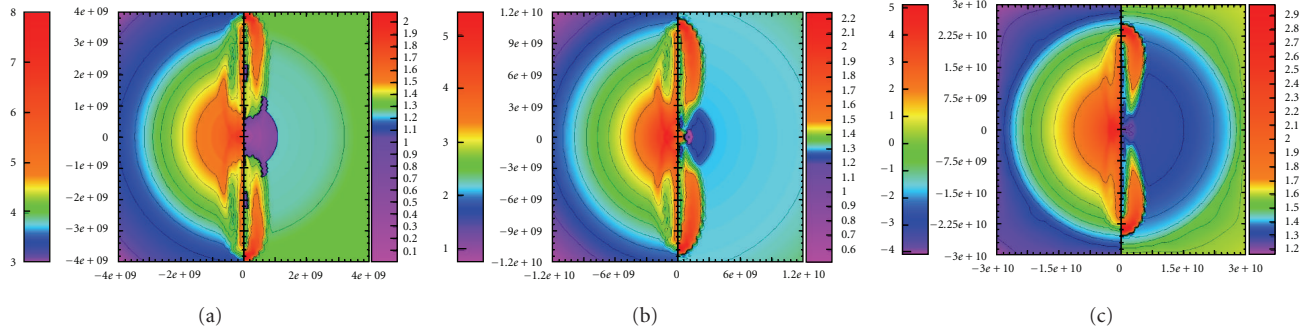 8
7
5
4
3
4e + 09
3e + 09
2e + 09
1e + 09
0
−1e + 09
−2e + 09
−3e + 09
−4e + 09
−4e + 09
−2e + 09
0
2e + 09
4e + 09
2
1.9
1.8
1.7
1.6
1.5
1.4
1.3
1.2
1.1
1
0.9
0.8
0.7
0.6
0.5
0.4
0.3
0.2
0.1
(a)
5
4
3
2
1
1.2e + 10
9e + 09
6e + 09
3e + 09
0
−3e + 09
−6e + 09
−9e + 09
−1.2e + 10
−1.2e + 10
−6e + 09
0
6e + 09
1.2e + 10
2.2
2.1
2
1.9
1.8
1.7
1.6
1.5
1.4
1.3
1.2
1.1
1
0.9
0.8
0.7
0.6
(b)
5
4
2
1
0
−1
−2
−3
−4
3e + 10
2.25e + 10
1.5e + 10
7.5e + 09
0
−7.5e + 09
−1.5e + 10
−2.25e + 10
−3e + 10
−3e + 10
−1.5e + 10
0
1.5e + 10
3e + 10
2.9
2.8
2.7
2.6
2.5
2.4
2.3
2.2
2.1
2
1.9
1.8
1.7
1.6
1.5
1.4
1.3
1.2
(c)